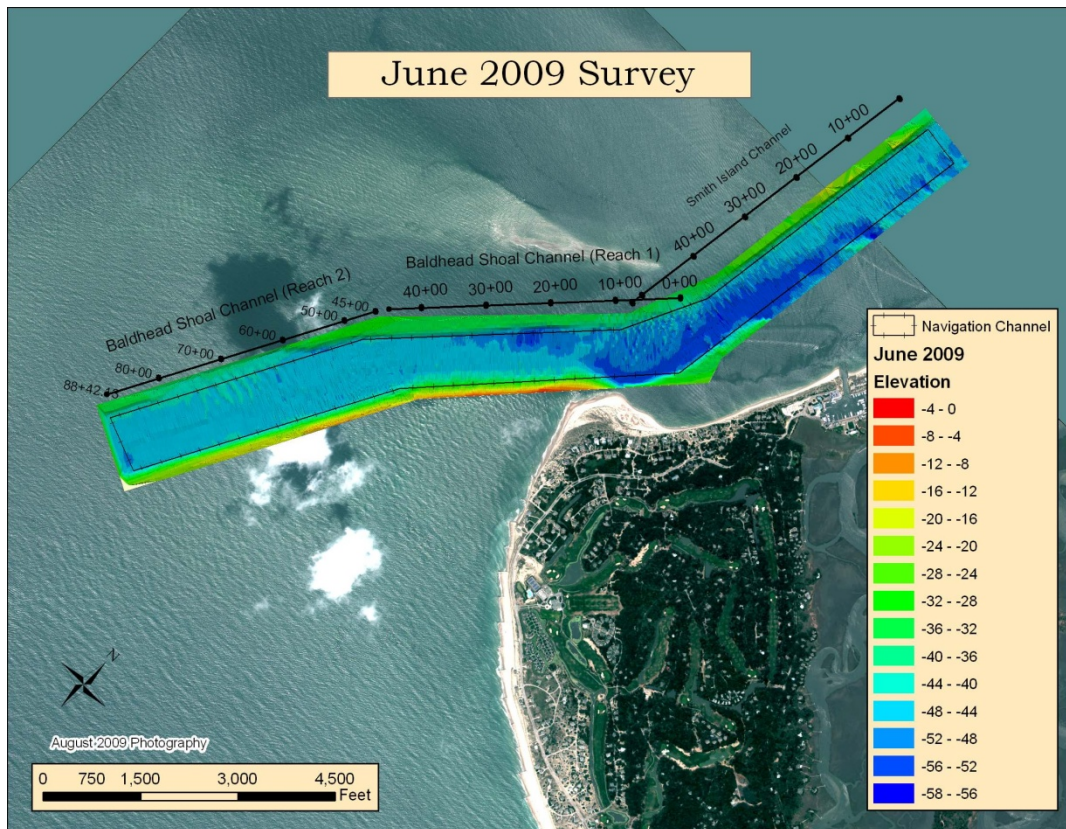 June 2009 Survey
10+00
20+00
Smith Island Channel
30+00
40+00
Baldhead Shoal Channel (Reach 1)
0+00
10+00
20+00
30+00
40+00
Baldhead Shoal Channel (Reach 2)
45+00
50+00
60+00
70+00
80+00
88+42.13
Navigation Channel
June 2009
Elevation
-4 - 0
-8 - -4
-12 - -8
-16 - -12
-20 - -16
-24 - -20
-28 - -24
-32 - -28
-36 - -32
-40 - -36
-44 - -40
-48 - -44
-52 - -48
-56 - -52
-58 - -56
N
August 2009 Photography
0 750 1,500 3,000 4,500
Feet